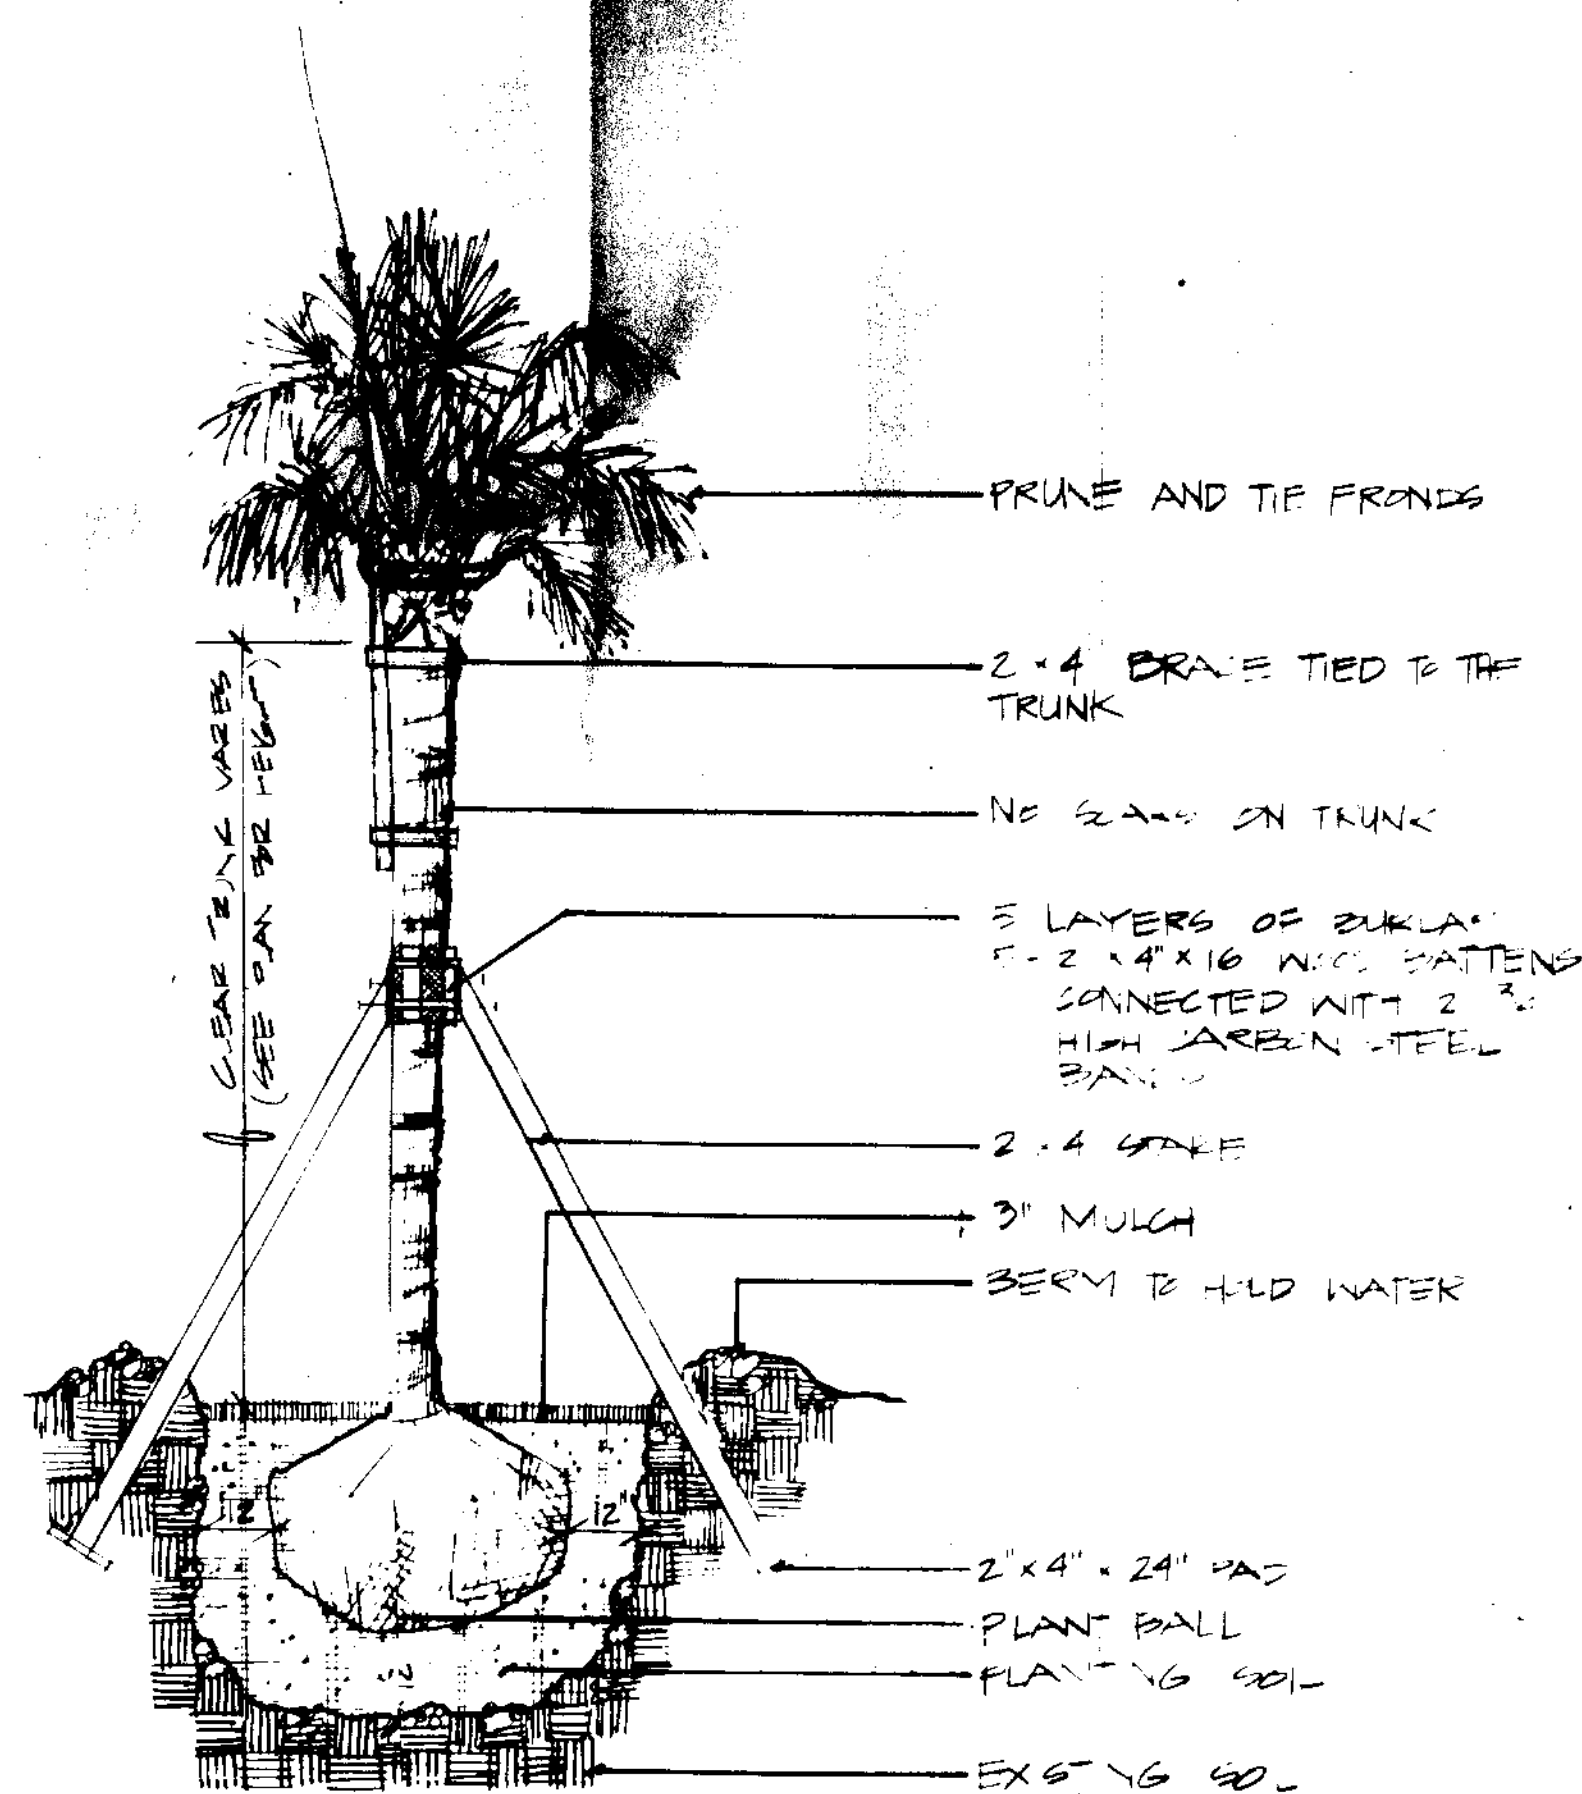 PRUNE AND TIE FRONDS
2 × 4 BRACE TIED TO THE
TRUNK
NO SCARS ON TRUNK
5 LAYERS OF BURLAP
5 - 2 × 4" × 16 WOOD BATTENS
CONNECTED WITH 2
HIGH CARBON STEEL
BANDS
2 × 4 STAKE
3" MULCH
BERM TO HOLD WATER
2" × 4" × 24" PAD
PLANT BALL
PLANTING SOIL
EXISTING SOIL
CLEAR TRUNK VARIES
(SEE PLAN FOR HEIGHT)
12
12"
12